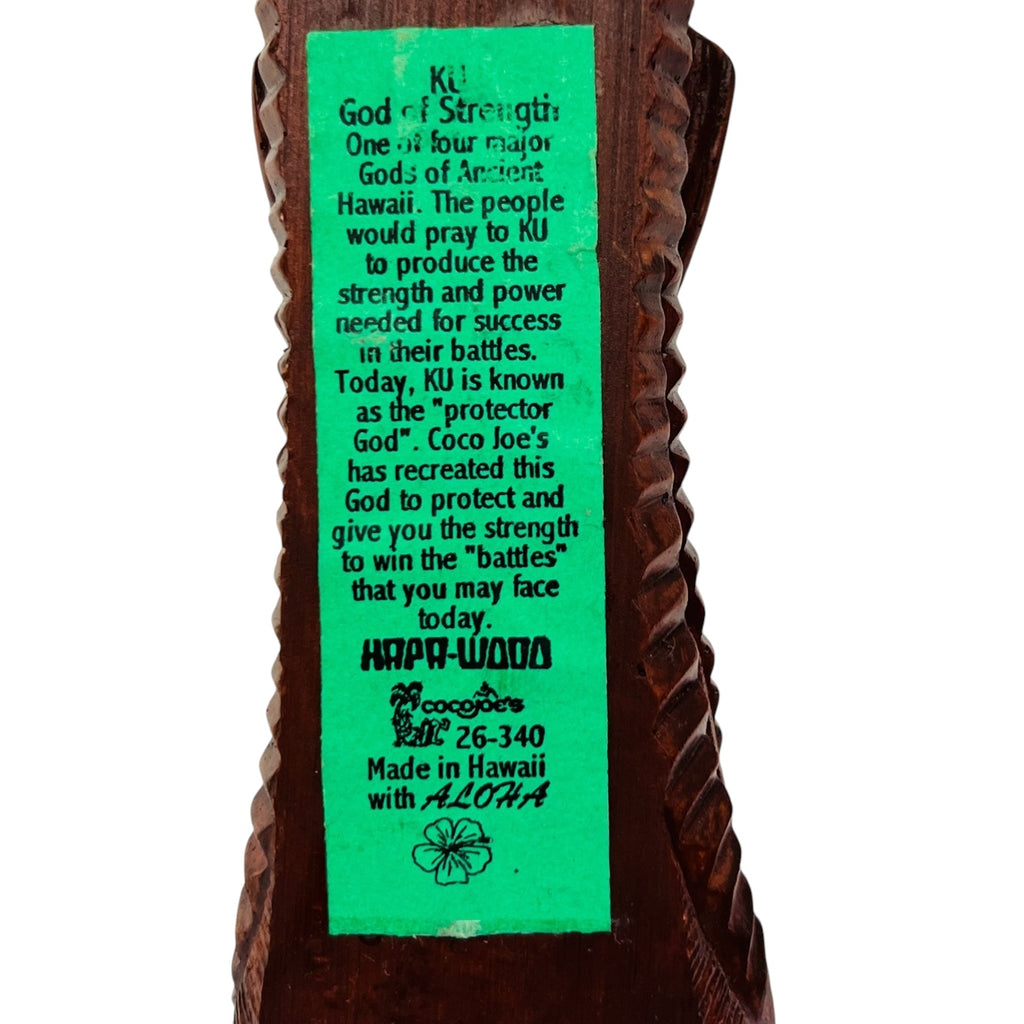 KU
God of Strength
One of four major
Gods of Ancient
Hawaii. The people
would pray to KU
to produce the
strength and power
needed for success
in their battles.
Today, KU is known
as the "protector
God". Coco Joe's
has recreated this
God to protect and
give you the strength
to win the "battles"
that you may face
today.
HAPA-WOOD
cocojoe's
26-340
Made in Hawaii
with ALOHA